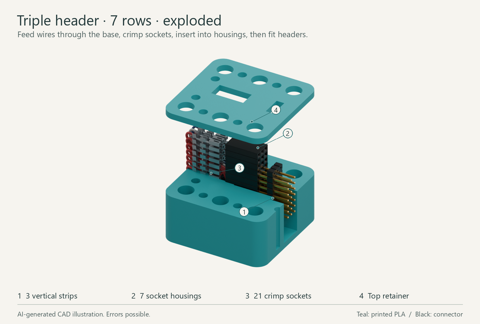 Triple header · 7 rows · exploded
Feed wires through the base, crimp sockets, insert into housings, then fit headers.
4
2
3
1
1 3 vertical strips
2 7 socket housings
3 21 crimp sockets
4 Top retainer
AI-generated CAD illustration. Errors possible.
Teal: printed PLA / Black: connector